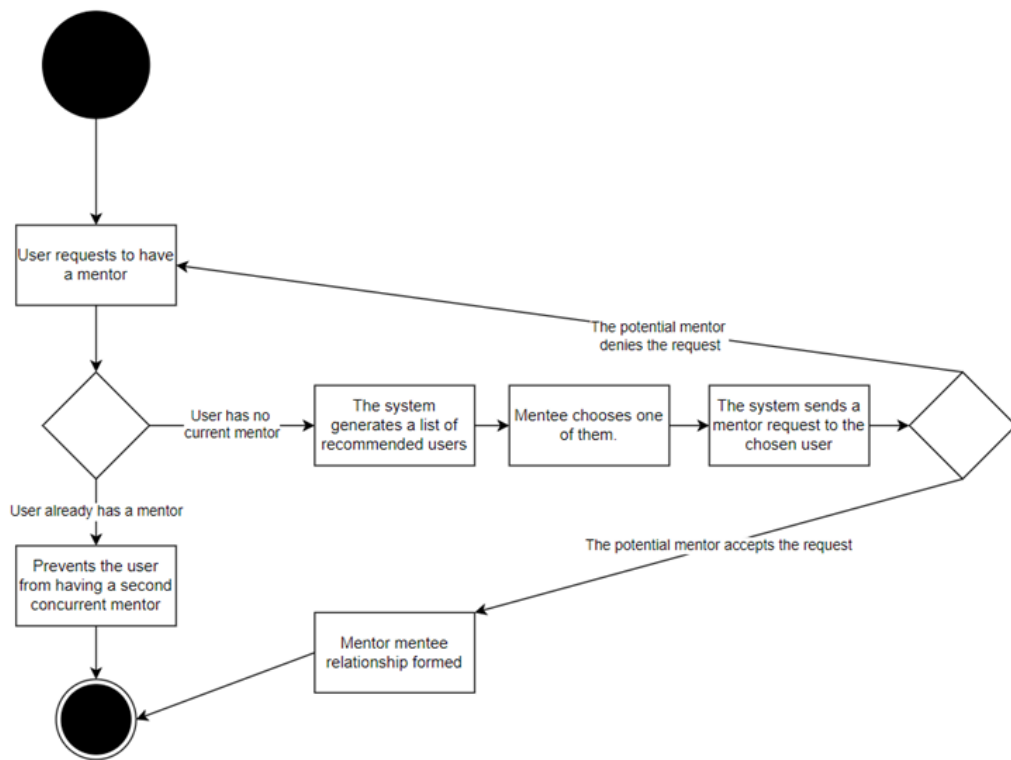 User requests to have
a mentor
The potential mentor
denies the request
User has no
current mentor
The system
generates a list of
recommended users
Mentee chooses one
of them.
The system sends a
mentor request to the
chosen user
User already has a mentor
The potential mentor accepts the request
Prevents the user
from having a second
concurrent mentor
Mentor mentee
relationship formed